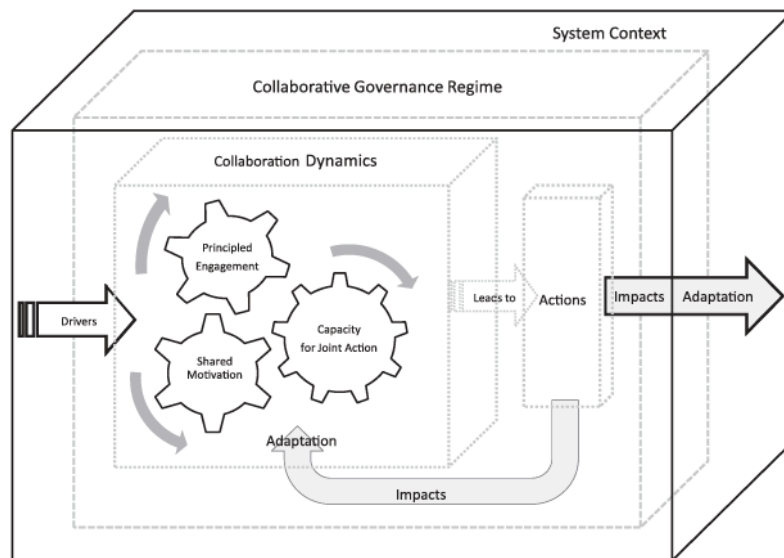 System Context
Collaborative Governance Regime
Collaboration Dynamics
Principled
Engagement
Drivers
Shared
Motivation
Capacity
for Joint Action
Leads to
Actions
Impacts
Adaptation
Adaptation
Impacts